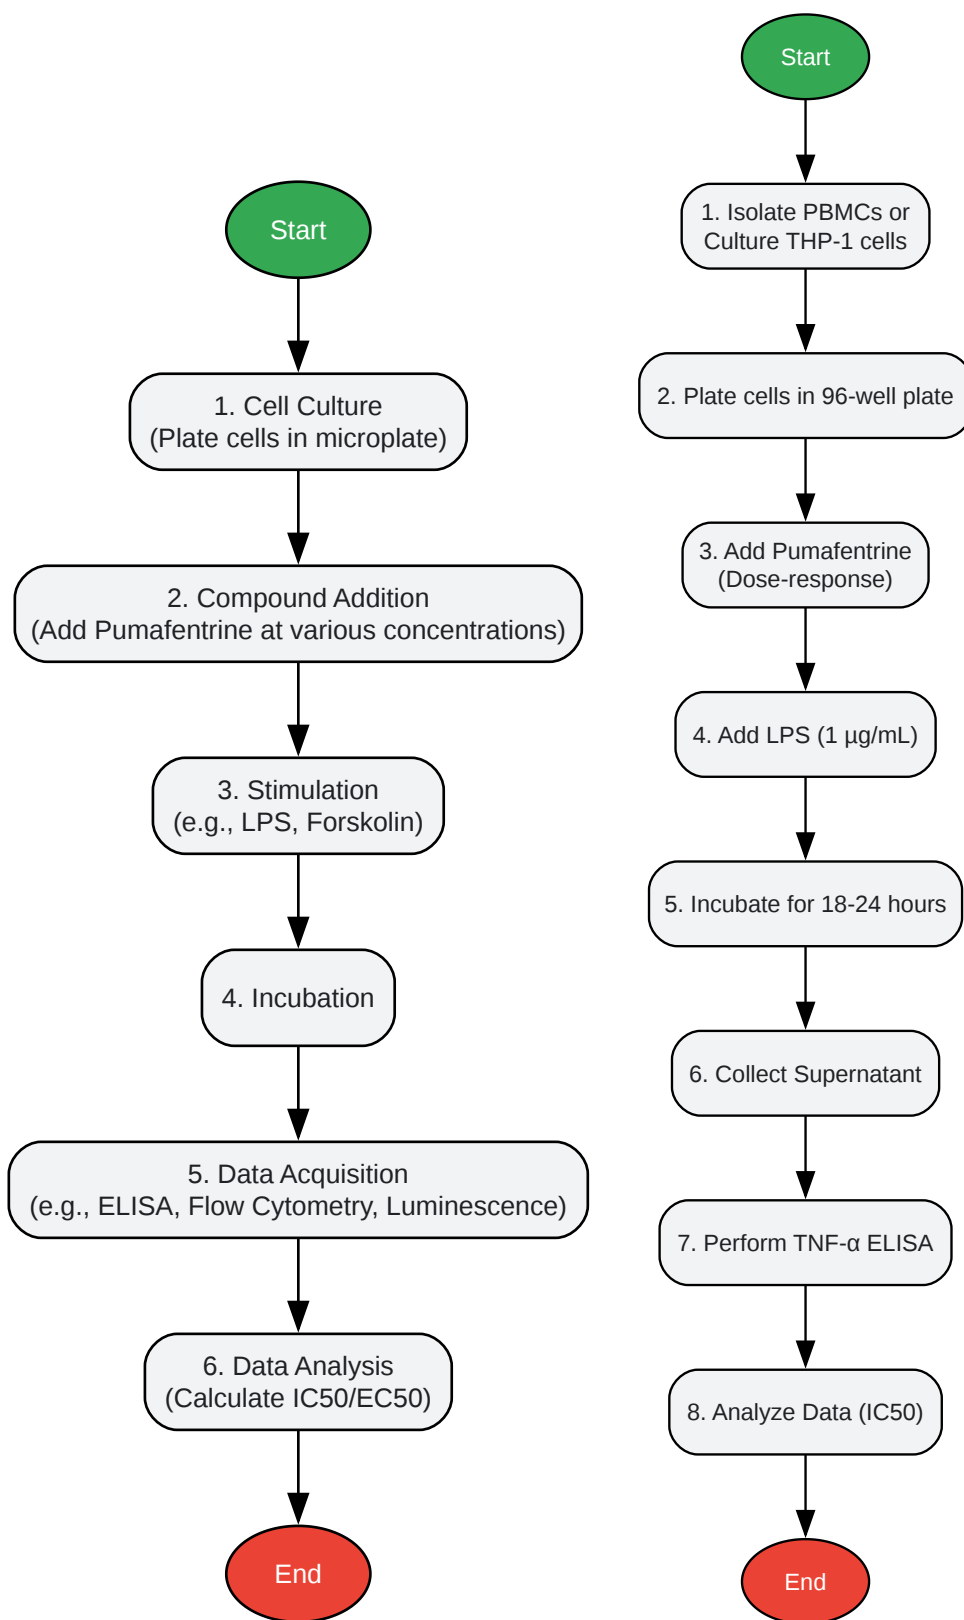 Start
1. Cell Culture
(Plate cells in microplate)
2. Compound Addition
(Add Pumafentrine at various concentrations)
3. Stimulation
(e.g., LPS, Forskolin)
4. Incubation
5. Data Acquisition
(e.g., ELISA, Flow Cytometry, Luminescence)
6. Data Analysis
(Calculate IC50/EC50)
End
Start
1. Isolate PBMCs or
Culture THP-1 cells
2. Plate cells in 96-well plate
3. Add Pumafentrine
(Dose-response)
4. Add LPS (1 µg/mL)
5. Incubate for 18-24 hours
6. Collect Supernatant
7. Perform TNF-α ELISA
8. Analyze Data (IC50)
End